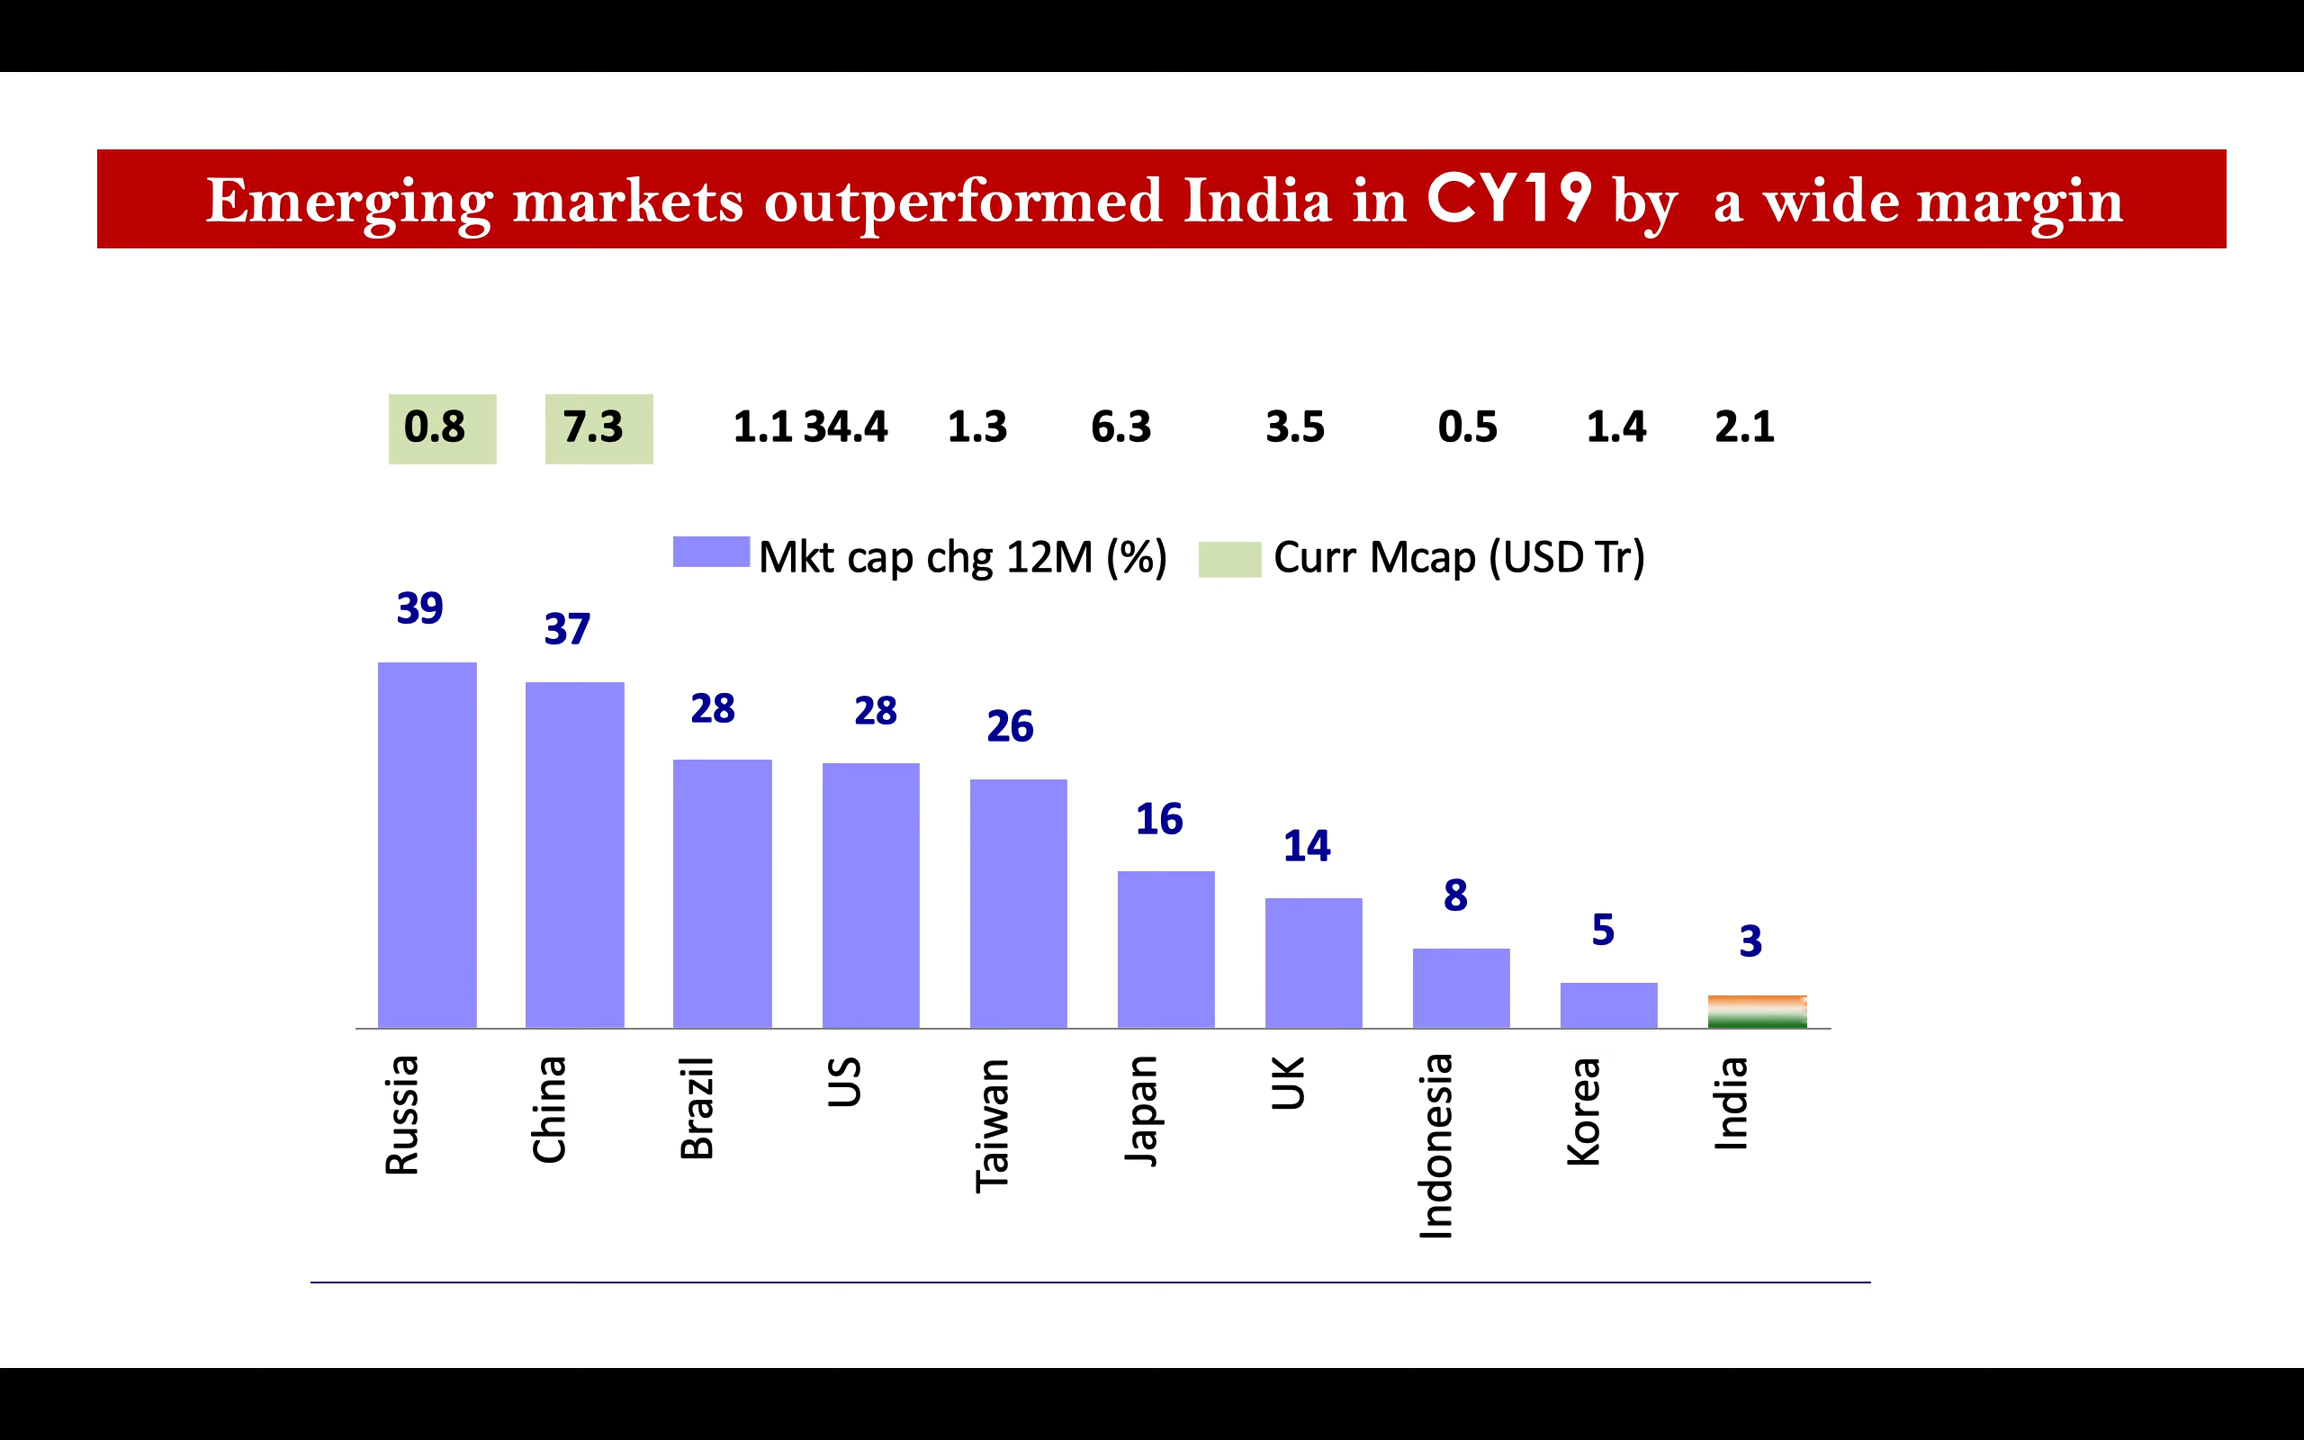 Emerging markets outperformed India in CY19 by a wide margin
0.8 7.3 1.1 34.4 1.3 6.3 3.5 0.5 1.4 2.1
Mkt cap chg 12M (%) Curr Mcap (USD Tr)
39 37 28 28 26 16 14 8 5 3
Russia China Brazil US Taiwan Japan UK Indonesia Korea India